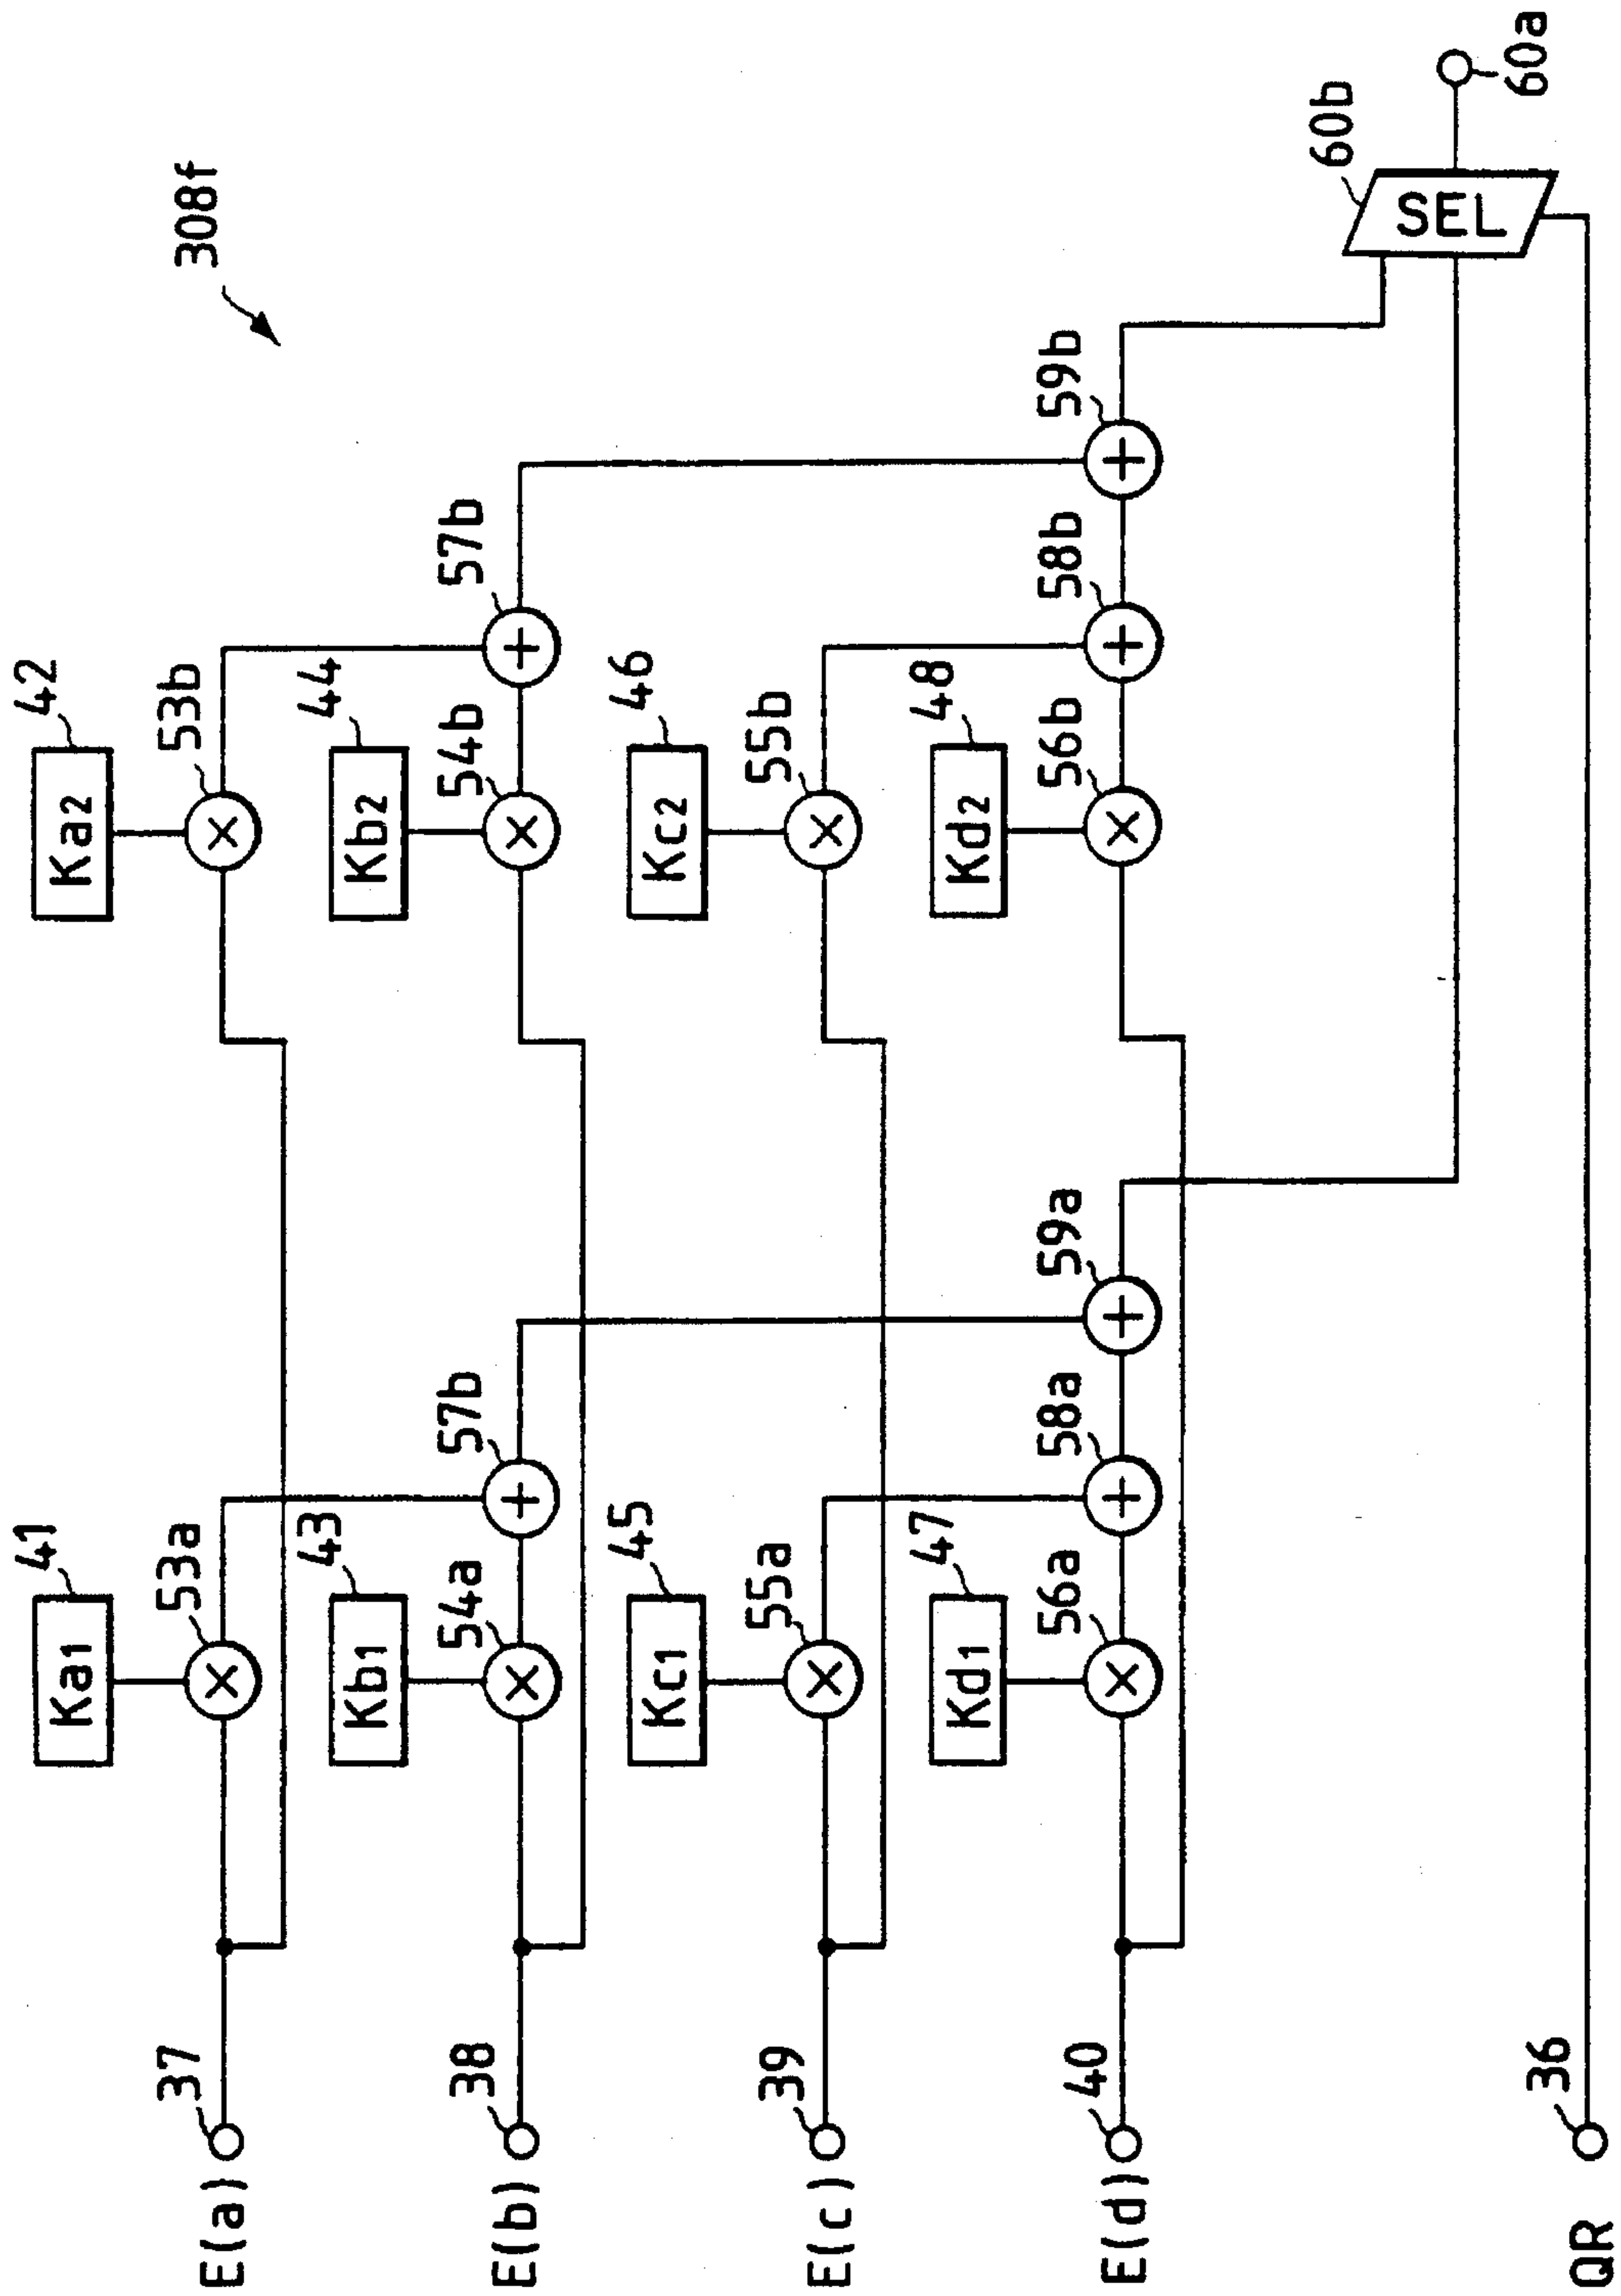 308f
41
Ka1
53a
42
Ka2
53b
37
E(a)
43
Kb1
54a
57b
44
Kb2
54b
57b
38
E(b)
45
Kc1
55a
46
Kc2
55b
39
E(c)
47
Kd1
56a
58a
59a
48
Kd2
56b
58b
59b
40
E(d)
60b
SEL
60a
36
QR